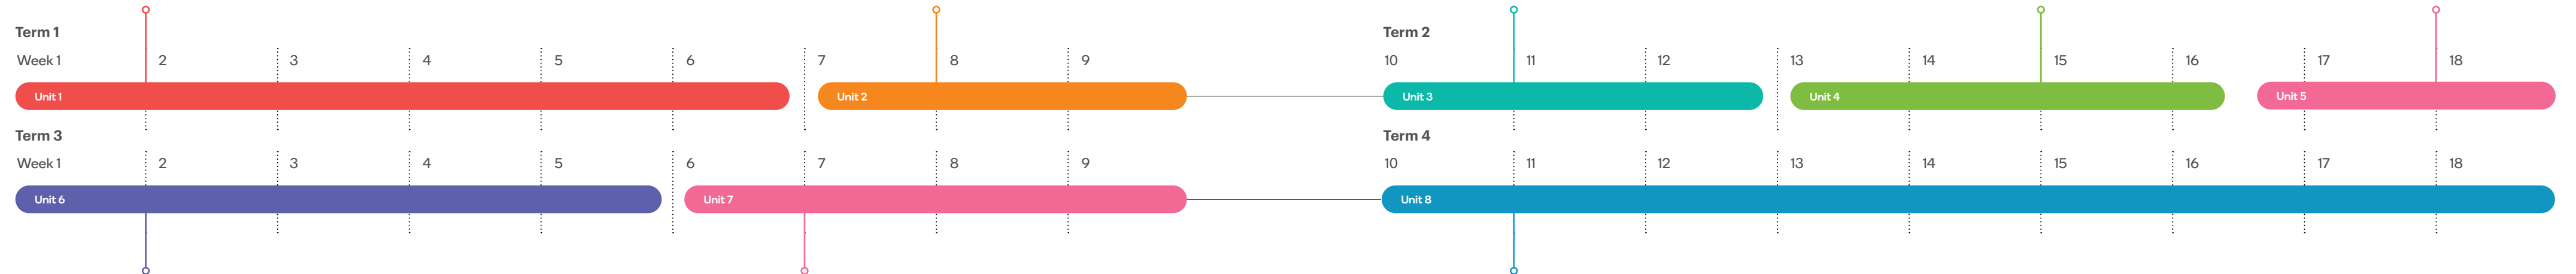 Term 1 Term 2
Week 1 2 3 4 5 6 7 8 9 10 11 12 13 14 15 16 17 18
Unit 1 Unit 2 Unit 3 Unit 4 Unit 5
Term 3 Term 4
Week 1 2 3 4 5 6 7 8 9 10 11 12 13 14 15 16 17 18
Unit 6 Unit 7 Unit 8